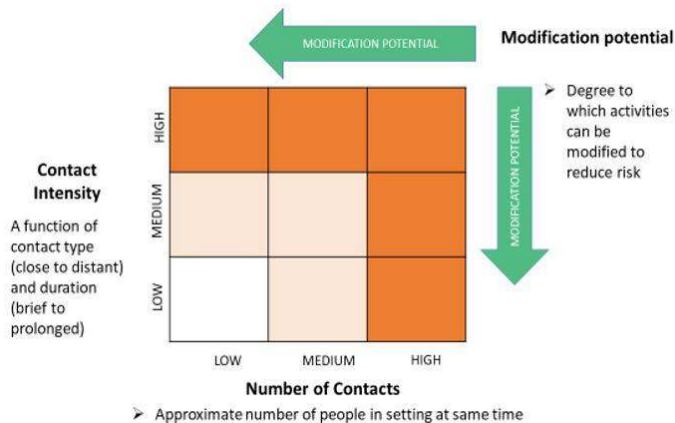 MODIFICATION POTENTIAL
Modification potential
➢ Degree to
which activities
can be
modified to
reduce risk
MODIFICATION POTENTIAL
Contact
Intensity
A function of
contact type
(close to distant)
and duration
(brief to
prolonged)
HIGH
MEDIUM
LOW
LOW MEDIUM HIGH
Number of Contacts
➢ Approximate number of people in setting at same time